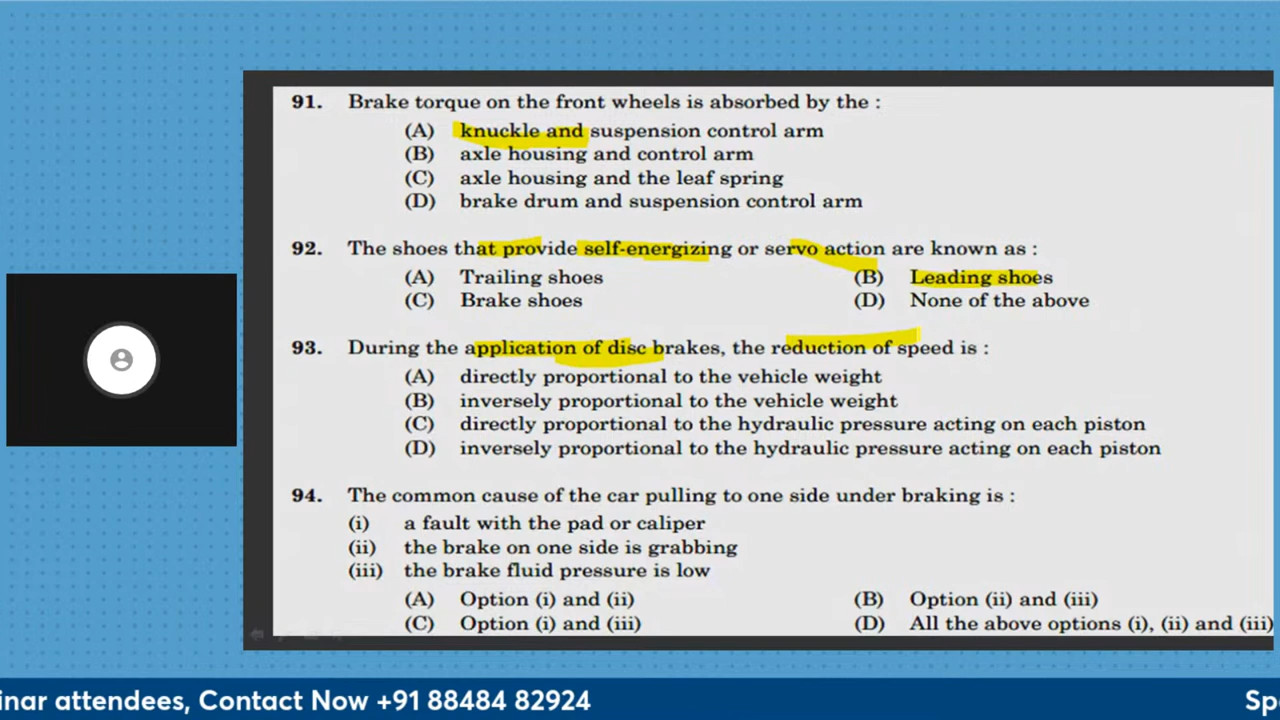 91. Brake torque on the front wheels is absorbed by the :
(A) knuckle and suspension control arm
(B) axle housing and control arm
(C) axle housing and the leaf spring
(D) brake drum and suspension control arm
92. The shoes that provide self-energizing or servo action are known as :
(A) Trailing shoes (B) Leading shoes
(C) Brake shoes (D) None of the above
93. During the application of disc brakes, the reduction of speed is :
(A) directly proportional to the vehicle weight
(B) inversely proportional to the vehicle weight
(C) directly proportional to the hydraulic pressure acting on each piston
(D) inversely proportional to the hydraulic pressure acting on each piston
94. The common cause of the car pulling to one side under braking is :
(i) a fault with the pad or caliper
(ii) the brake on one side is grabbing
(iii) the brake fluid pressure is low
(A) Option (i) and (ii) (B) Option (ii) and (iii)
(C) Option (i) and (iii) (D) All the above options (i), (ii) and (iii)
inar attendees, Contact Now +91 88484 82924 Sp